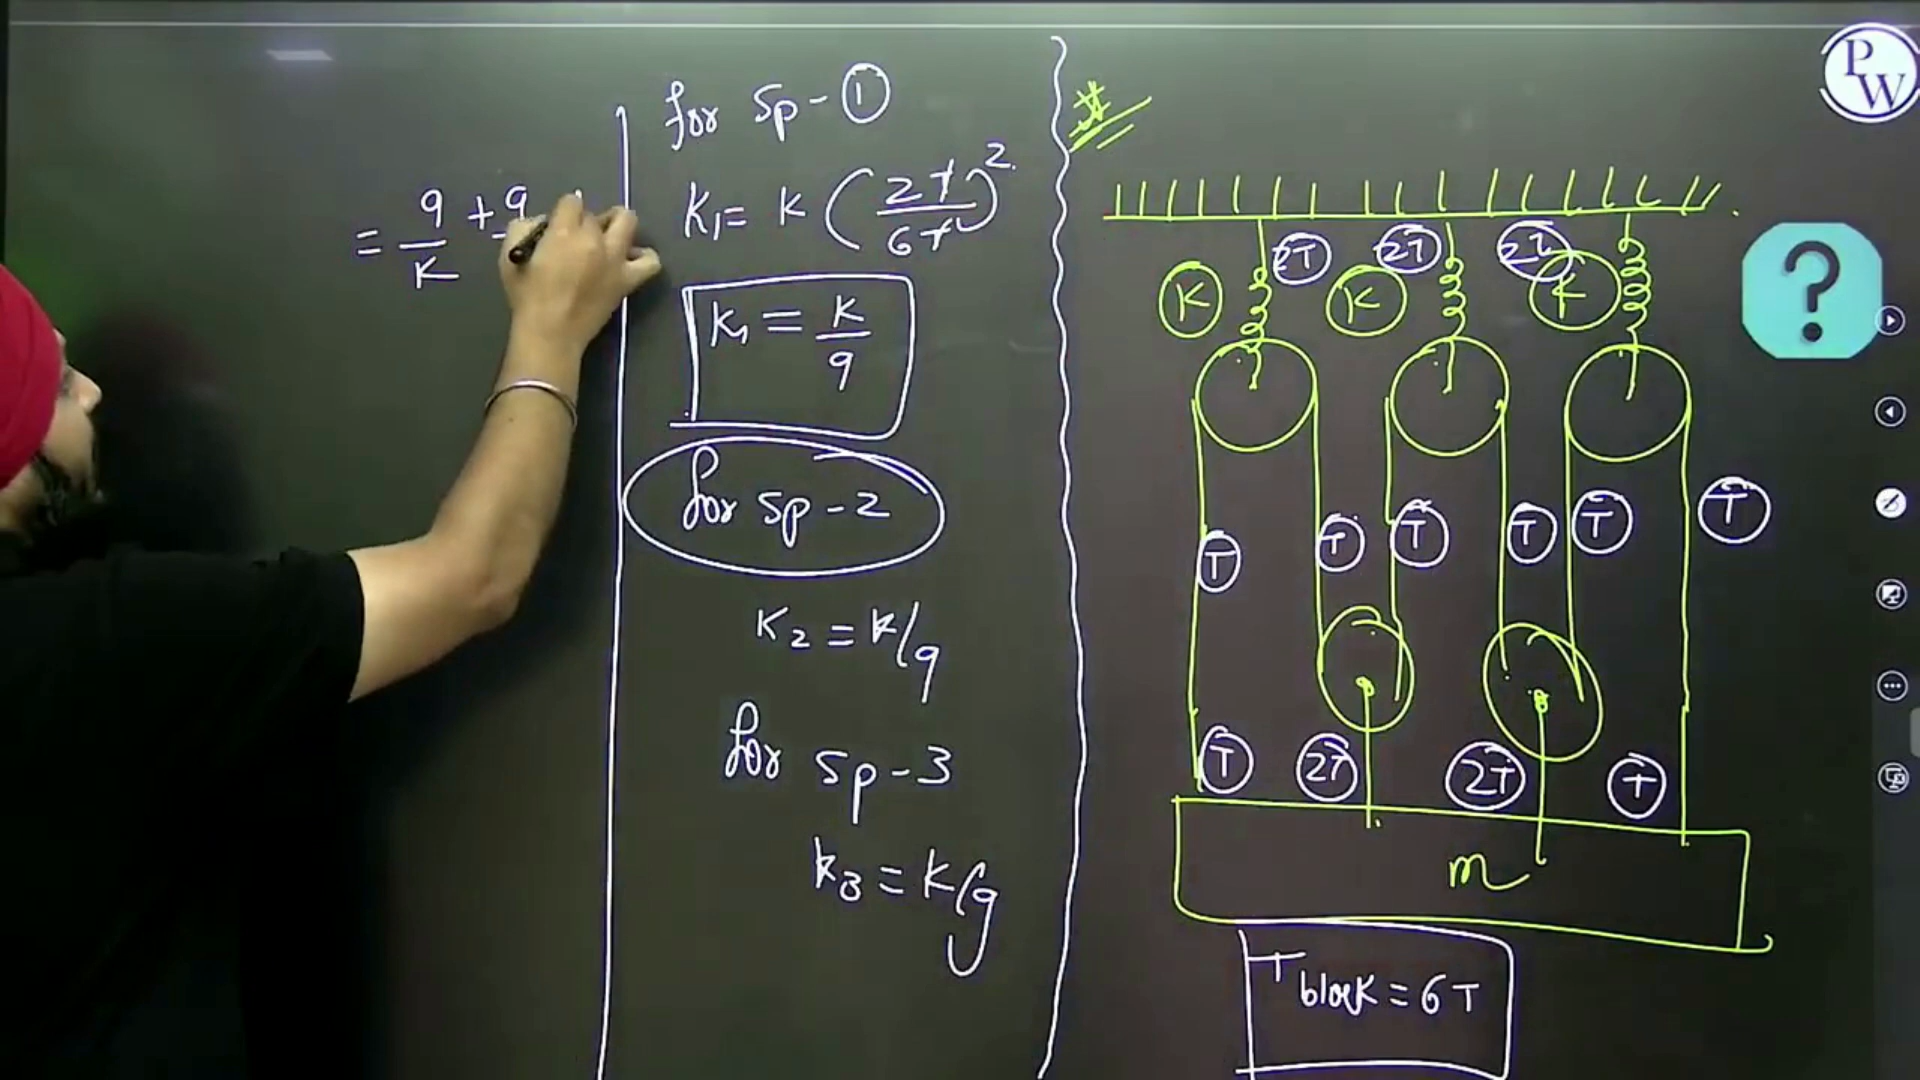 = 9/K + 9
for Sp-①
K₁= K (2T/6T)²
K₁ = K/9
for Sp-2
K₂ = K/9
for Sp-3
K₃ = K/9
PW
2T 2T 2T
K K K
?
T T T T T T
T 2T 2T T
m
T block = 6T